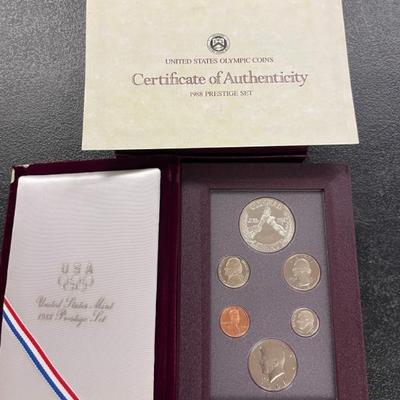 UNITED STATES OLYMPIC COINS
Certificate of Authenticity
1988 PRESTIGE SET
USA
United States Mint
1988 Prestige Set